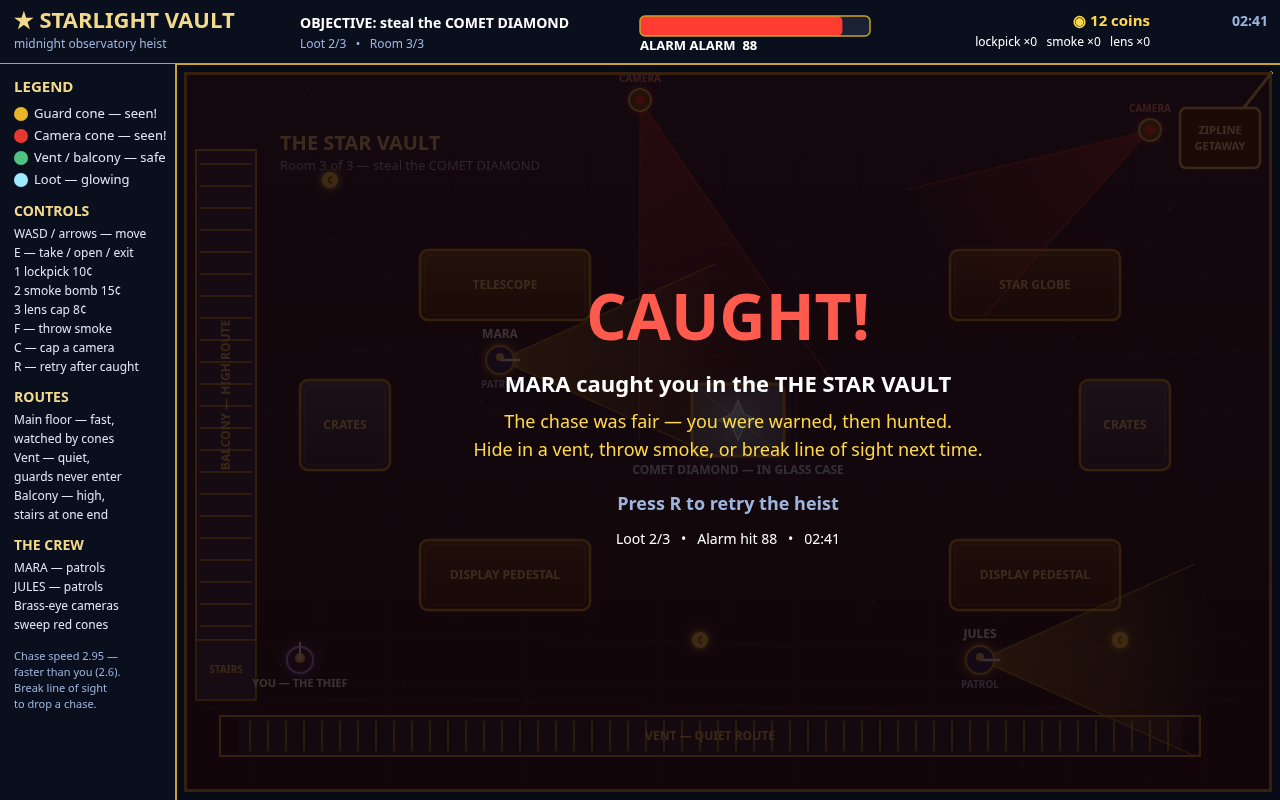 ★ STARLIGHT VAULT
midnight observatory heist
OBJECTIVE: steal the COMET DIAMOND
Loot 2/3 • Room 3/3
ALARM ALARM 88
◉ 12 coins
lockpick ×0 smoke ×0 lens ×0
02:41
LEGEND
Guard cone — seen!
Camera cone — seen!
Vent / balcony — safe
Loot — glowing
CONTROLS
WASD / arrows — move
E — take / open / exit
1 lockpick 10¢
2 smoke bomb 15¢
3 lens cap 8¢
F — throw smoke
C — cap a camera
R — retry after caught
ROUTES
Main floor — fast,
watched by cones
Vent — quiet,
guards never enter
Balcony — high,
stairs at one end
THE CREW
MARA — patrols
JULES — patrols
Brass-eye cameras
sweep red cones
Chase speed 2.95 —
faster than you (2.6).
Break line of sight
to drop a chase.
CAMERA
CAMERA
ZIPLINE
GETAWAY
THE STAR VAULT
Room 3 of 3 — steal the COMET DIAMOND
C
TELESCOPE
STAR GLOBE
CAUGHT!
MARA
MARA caught you in the THE STAR VAULT
The chase was fair — you were warned, then hunted.
Hide in a vent, throw smoke, or break line of sight next time.
BALCONY — HIGH ROUTE
CRATES
CRATES
COMET DIAMOND — IN GLASS CASE
Press R to retry the heist
Loot 2/3 • Alarm hit 88 • 02:41
DISPLAY PEDESTAL
DISPLAY PEDESTAL
JULES
C
C
STAIRS
YOU — THE THIEF
PATROL
VENT — QUIET ROUTE